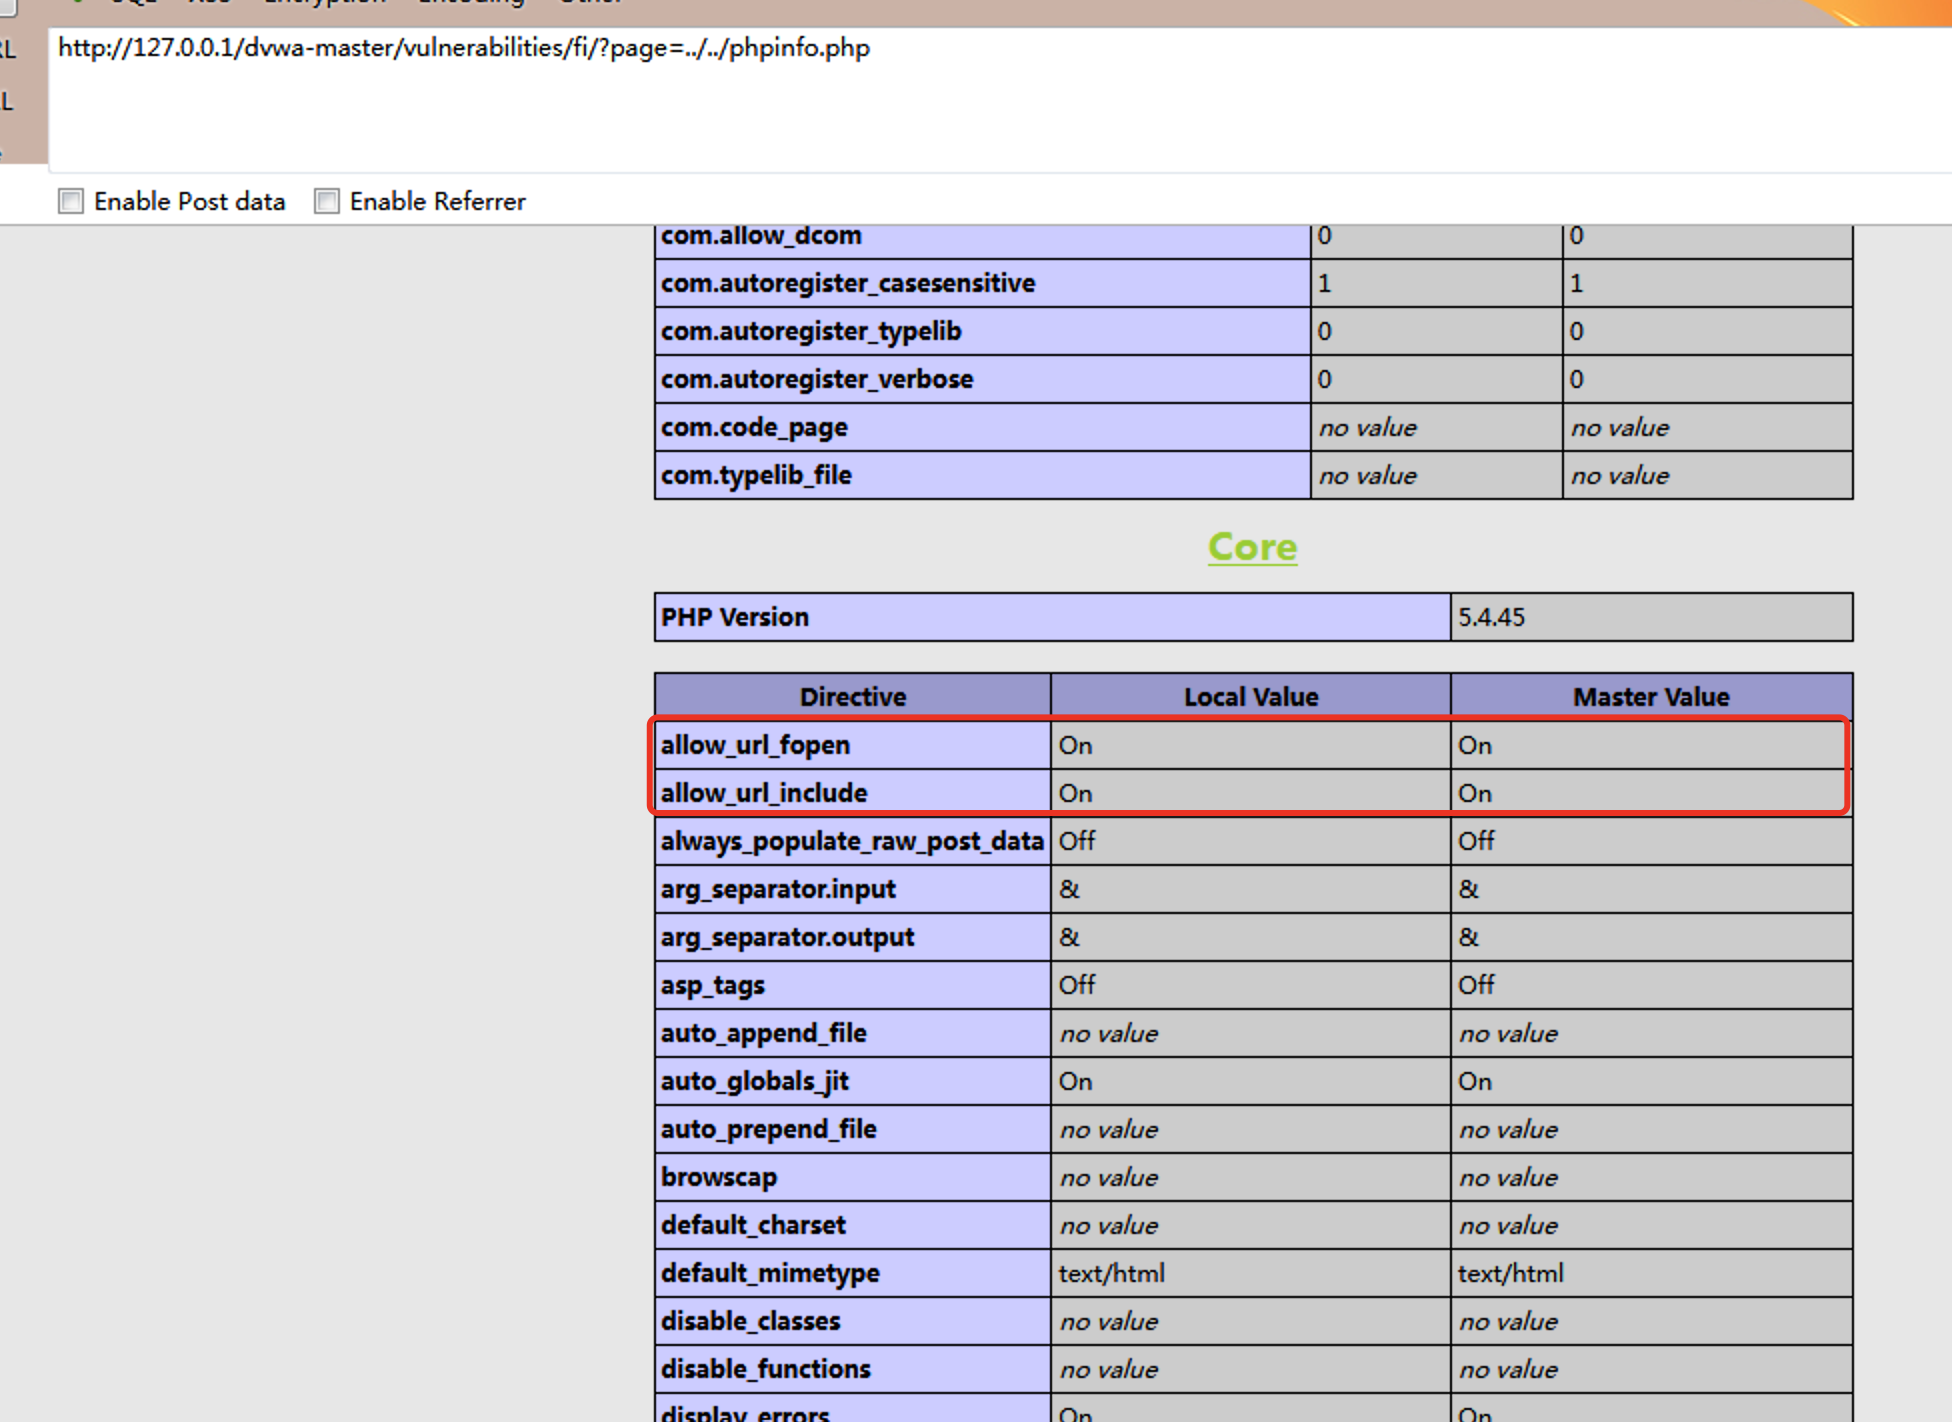 SQL XSS Encryption Encoding Other
http://127.0.0.1/dvwa-master/vulnerabilities/fi/?page=../../phpinfo.php
Enable Post data Enable Referrer
com.allow_dcom 0 0
com.autoregister_casesensitive 1 1
com.autoregister_typelib 0 0
com.autoregister_verbose 0 0
com.code_page no value no value
com.typelib_file no value no value
Core
PHP Version 5.4.45
Directive Local Value Master Value
allow_url_fopen On On
allow_url_include On On
always_populate_raw_post_data Off Off
arg_separator.input & &
arg_separator.output & &
asp_tags Off Off
auto_append_file no value no value
auto_globals_jit On On
auto_prepend_file no value no value
browscap no value no value
default_charset no value no value
default_mimetype text/html text/html
disable_classes no value no value
disable_functions no value no value
display_errors On On